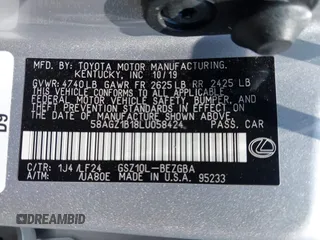 MFD. BY: TOYOTA MOTOR MANUFACTURING,
KENTUCKY, INC 10/19
GVWR: 4740LB GAWR FR 2625LB RR 2425 LB
THIS VEHICLE CONFORMS TO ALL APPLICABLE
FEDERAL MOTOR VEHICLE SAFETY, BUMPER, AND
THEFT PREVENTION STANDARDS IN EFFECT ON
THE DATE OF MANUFACTURE SHOWN ABOVE.
58AGZ1B18LU058424 PASS. CAR
C/TR: 1J4 /LF24 GSZ10L-BEZGBA
A/TM: /UA80E MADE IN U.S.A. 95233
D9
STATBID